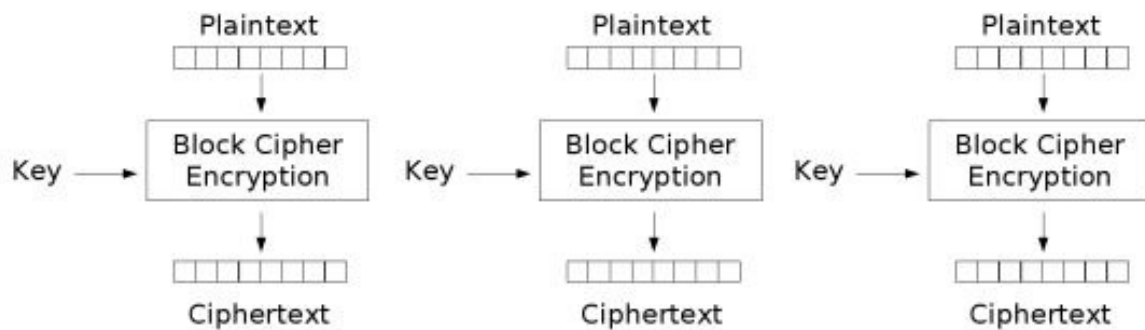 Plaintext Plaintext Plaintext
Block Cipher Block Cipher Block Cipher
Key Key Key
Encryption Encryption Encryption
Ciphertext Ciphertext Ciphertext